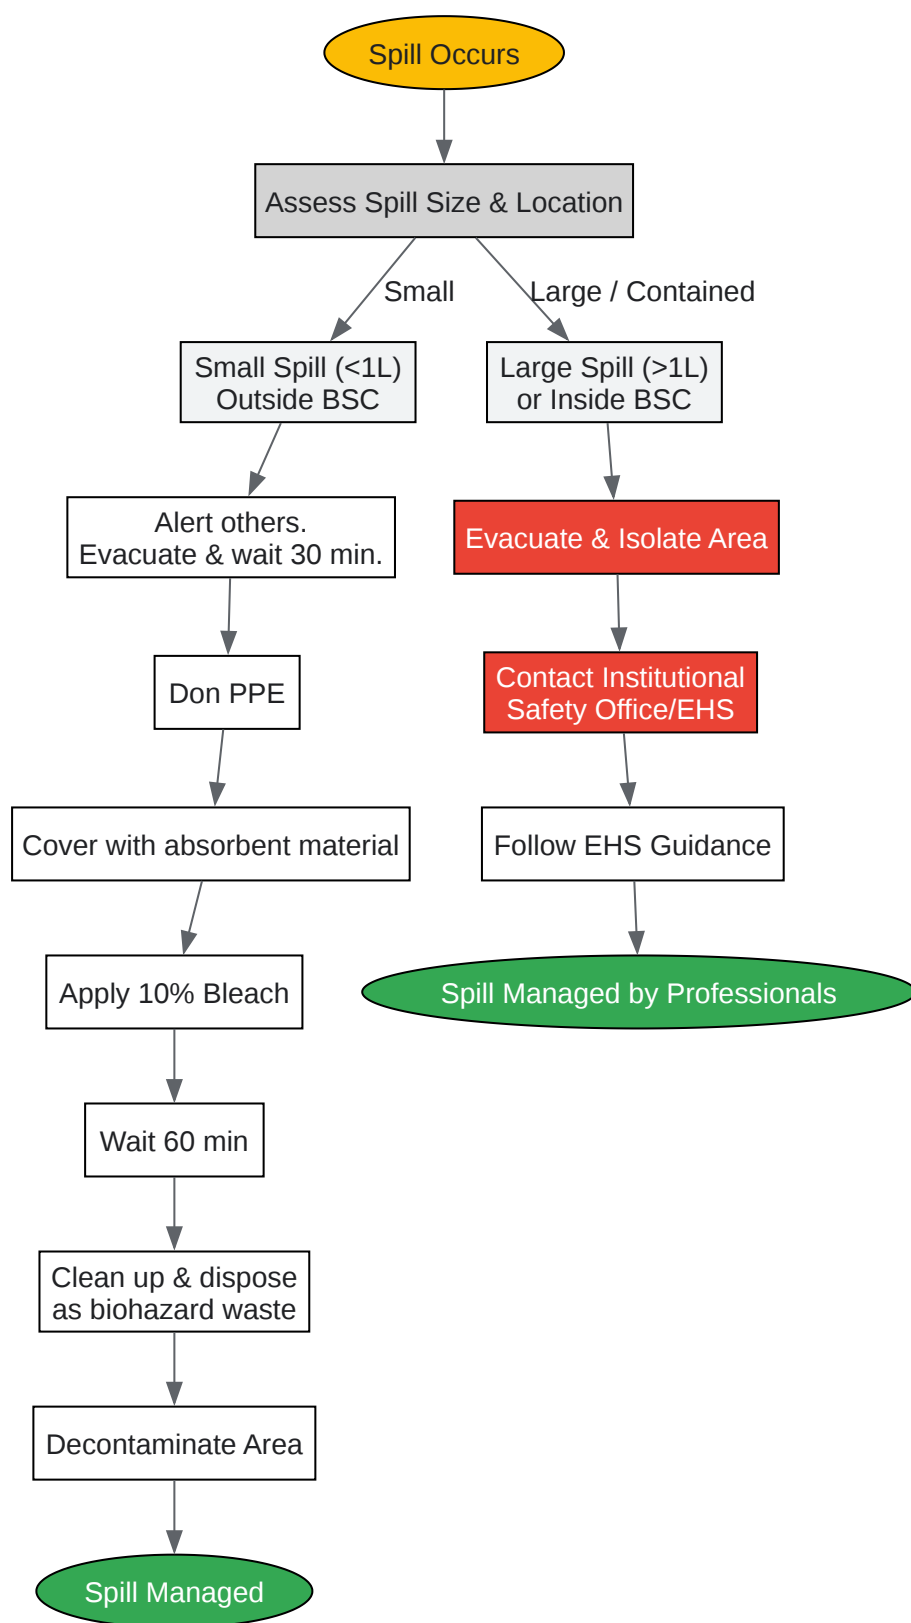 Spill Occurs
Assess Spill Size & Location
Small
Large / Contained
Small Spill (<1L)
Outside BSC
Large Spill (>1L)
or Inside BSC
Alert others.
Evacuate & wait 30 min.
Evacuate & Isolate Area
Don PPE
Contact Institutional
Safety Office/EHS
Cover with absorbent material
Follow EHS Guidance
Apply 10% Bleach
Spill Managed by Professionals
Wait 60 min
Clean up & dispose
as biohazard waste
Decontaminate Area
Spill Managed